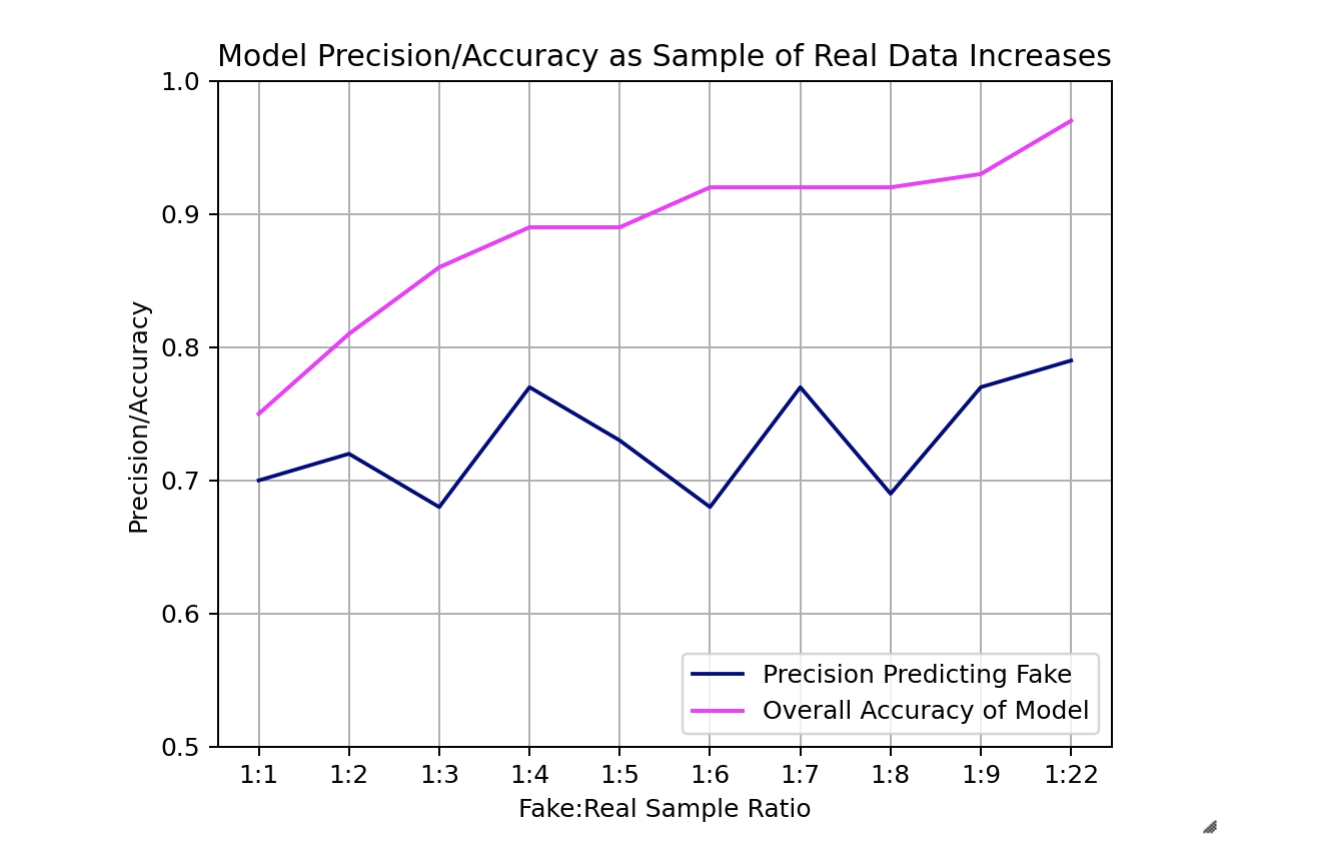 Model Precision/Accuracy as Sample of Real Data Increases
1.0
0.9
0.8
0.7
0.6
0.5
Precision/Accuracy
Precision Predicting Fake
Overall Accuracy of Model
1:1 1:2 1:3 1:4 1:5 1:6 1:7 1:8 1:9 1:22
Fake:Real Sample Ratio